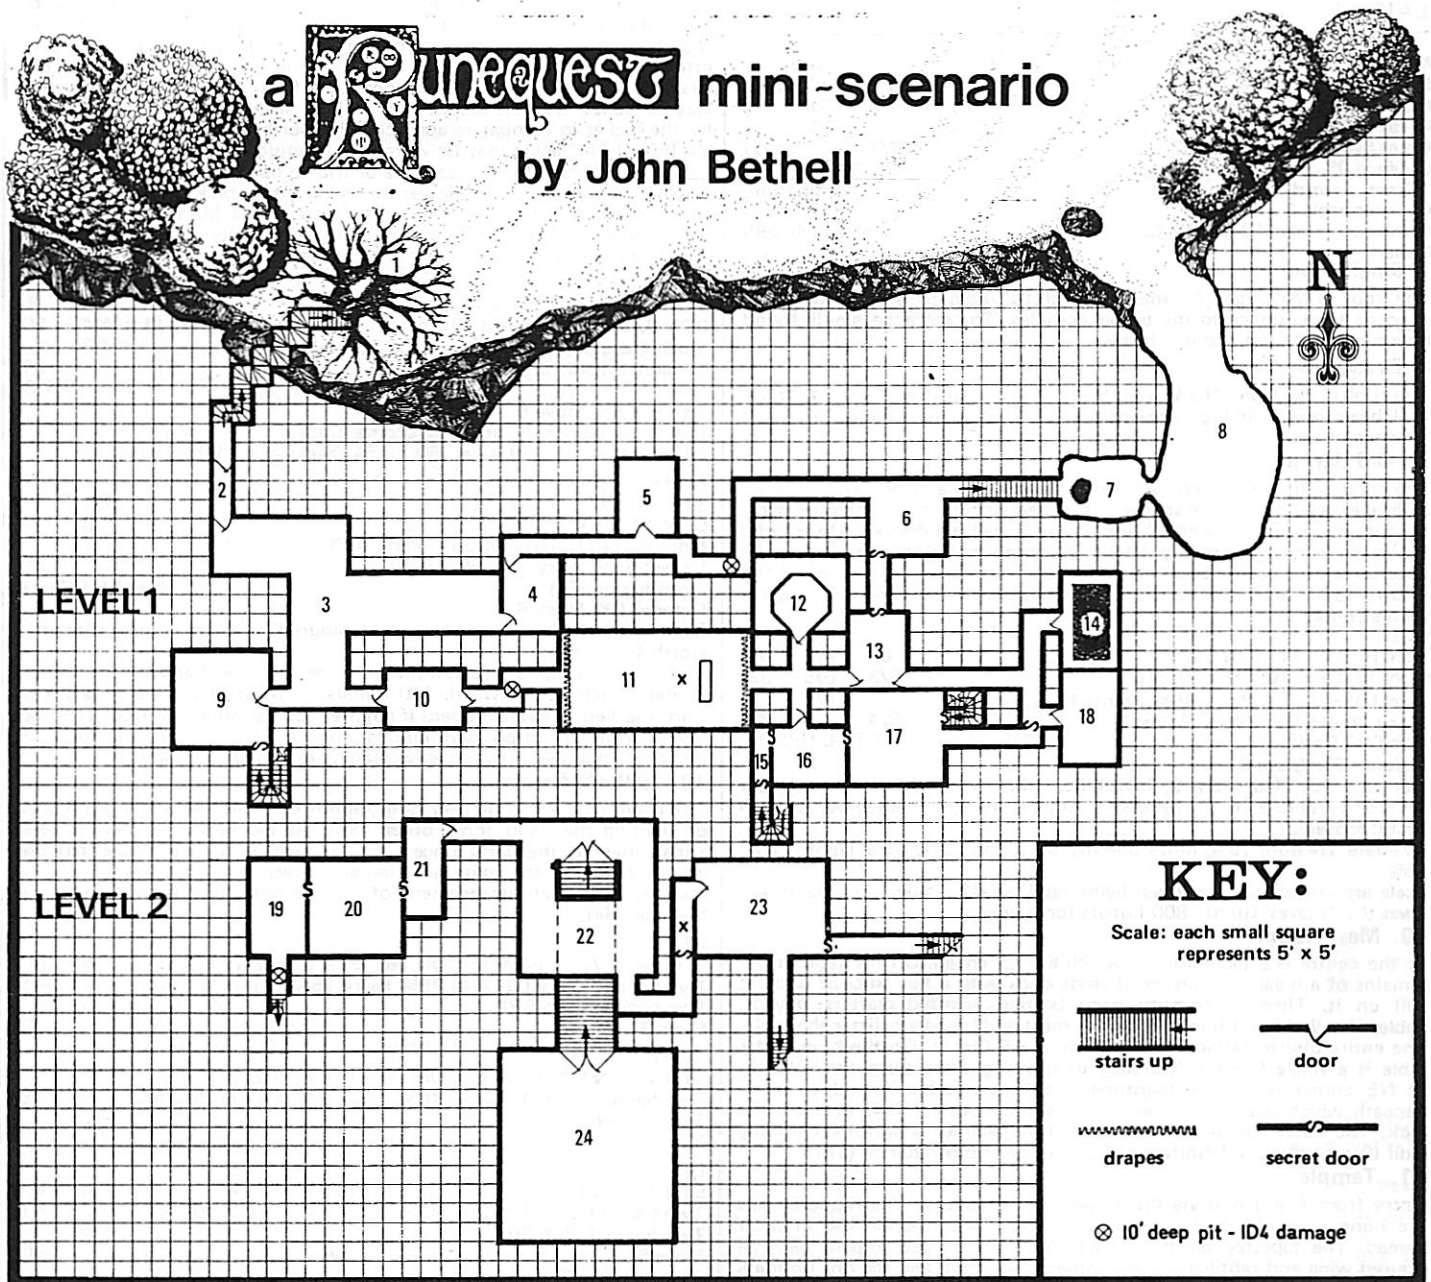 a RUNEQUEST mini-scenario
by John Bethell
N
1
2
3
4
5
6
7
8
9
10
11
x
12
13
14
15
16
17
18
LEVEL 1
LEVEL 2
19
20
21
22
x
23
24
KEY:
Scale: each small square
represents 5' x 5'
stairs up
door
drapes
secret door
10' deep pit - 1D4 damage